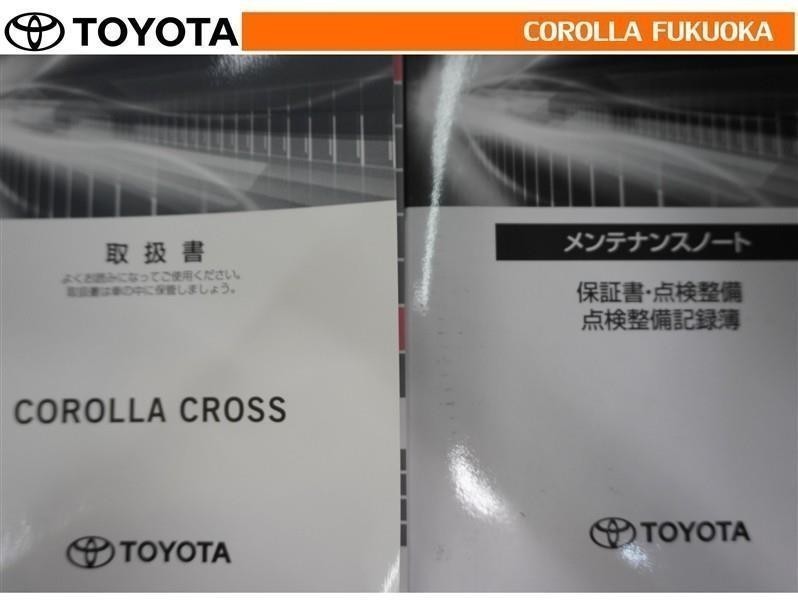 TOYOTA
COROLLA FUKUOKA
取扱書
よくお読みになってご使用ください。
取扱書は車の中に保管しましょう。
COROLLA CROSS
TOYOTA
メンテナンスノート
保証書・点検整備
点検整備記録簿
TOYOTA